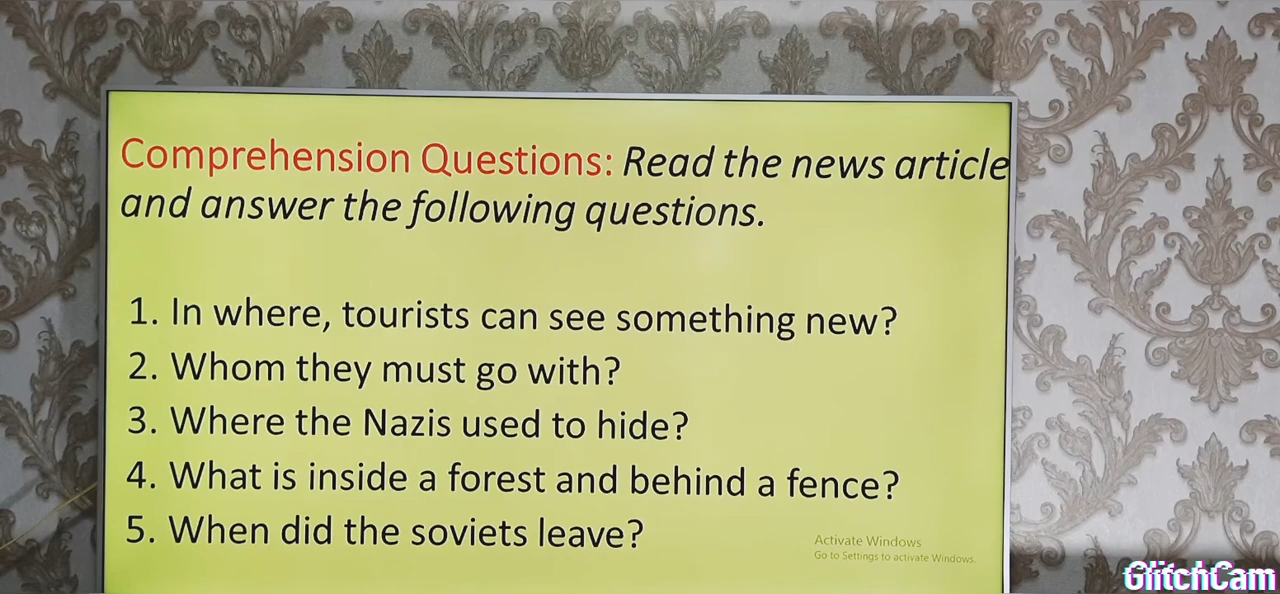 Comprehension Questions: Read the news article
and answer the following questions.
1. In where, tourists can see something new?
2. Whom they must go with?
3. Where the Nazis used to hide?
4. What is inside a forest and behind a fence?
5. When did the soviets leave?
Activate Windows
Go to Settings to activate Windows.
GlitchCam